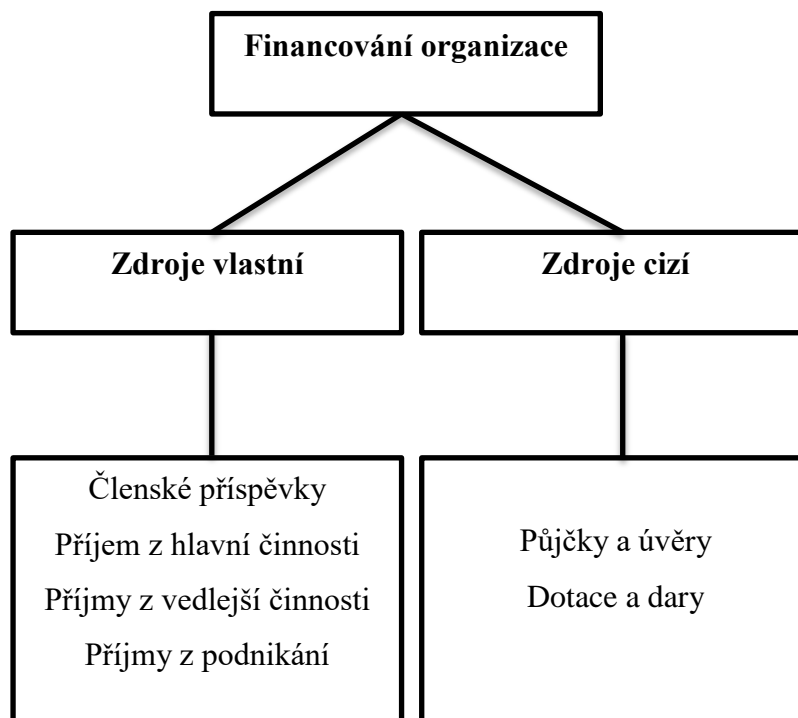 Financování organizace
Zdroje vlastní
Zdroje cizí
Členské příspěvky
Příjem z hlavní činnosti
Příjmy z vedlejší činnosti
Příjmy z podnikání
Půjčky a úvěry
Dotace a dary